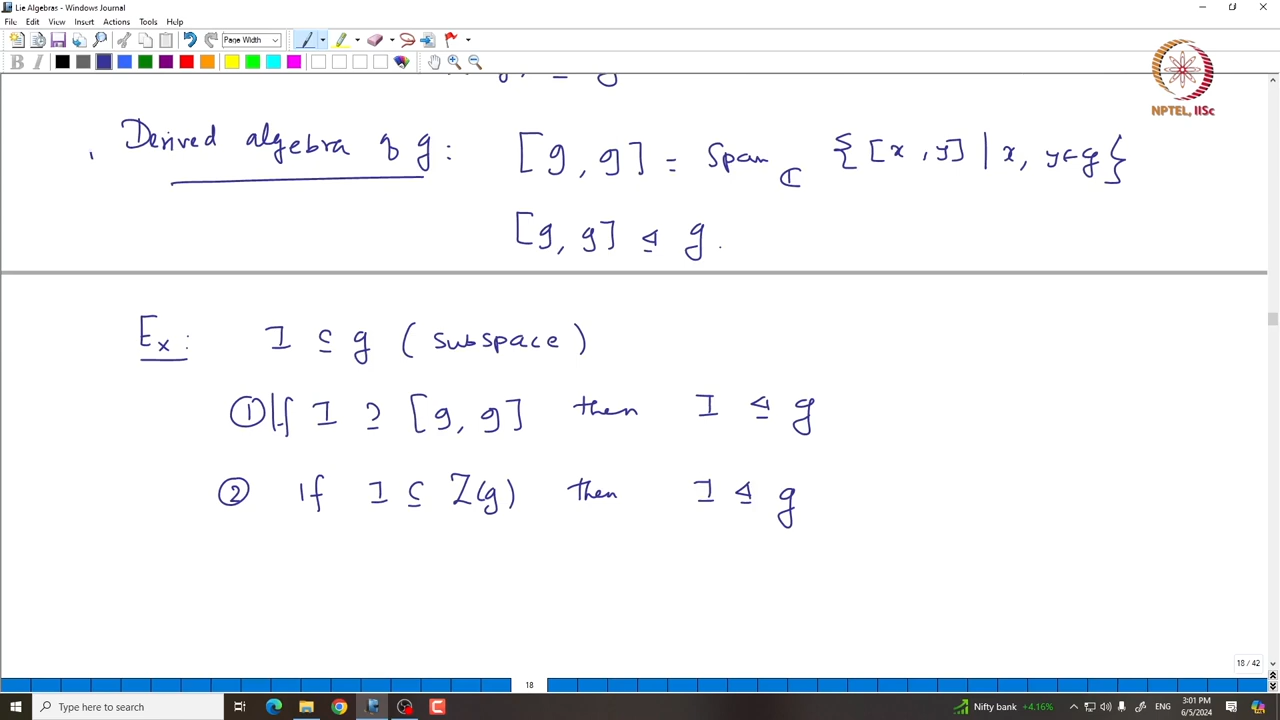 Lie Algebras - Windows Journal
File Edit View Insert Actions Tools Help
Page Width
B i
NPTEL, IISc
. Derived algebra of g : [g, g] = Span_ℂ { [x, y] | x, y ∈ g }
[g, g] ⊴ g.
Ex: I ⊆ g ( subspace )
① If I ⊇ [g, g] then I ⊴ g
② If I ⊆ Z(g) then I ⊴ g
18 / 42
18
Type here to search
Nifty bank +4.16%
3:01 PM
6/5/2024